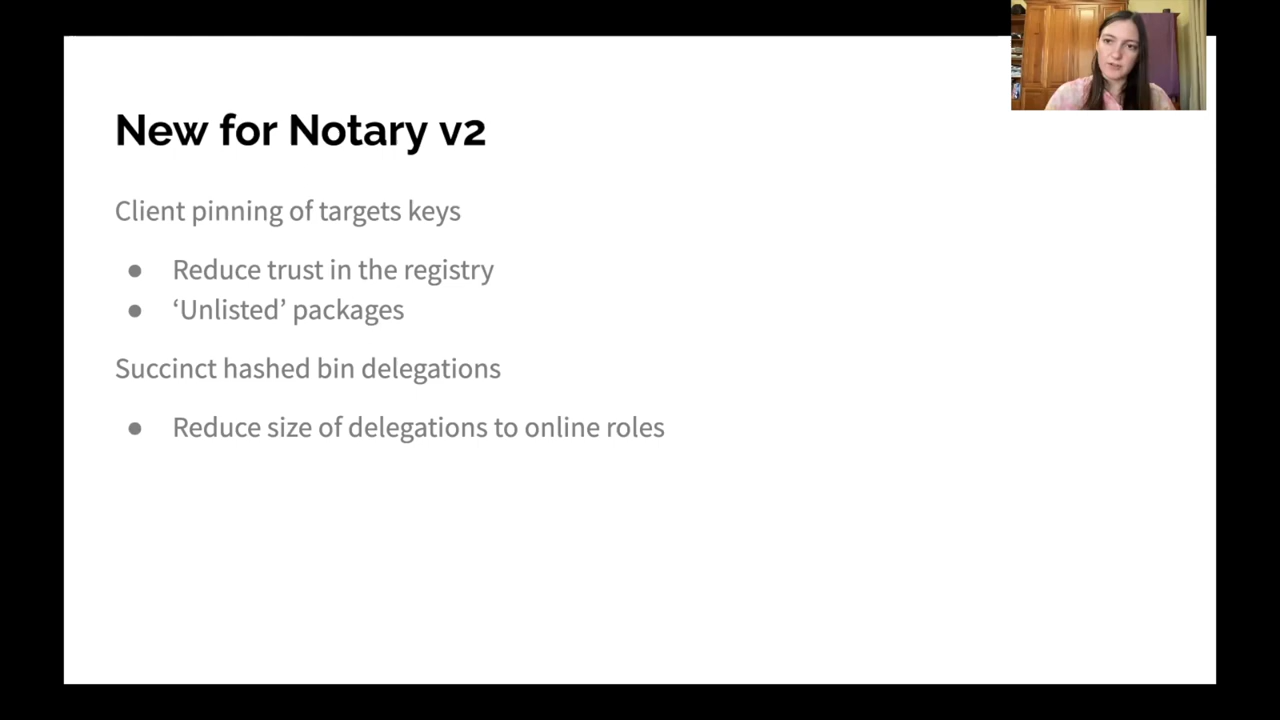 New for Notary v2
Client pinning of targets keys
● Reduce trust in the registry
● ‘Unlisted’ packages
Succinct hashed bin delegations
● Reduce size of delegations to online roles